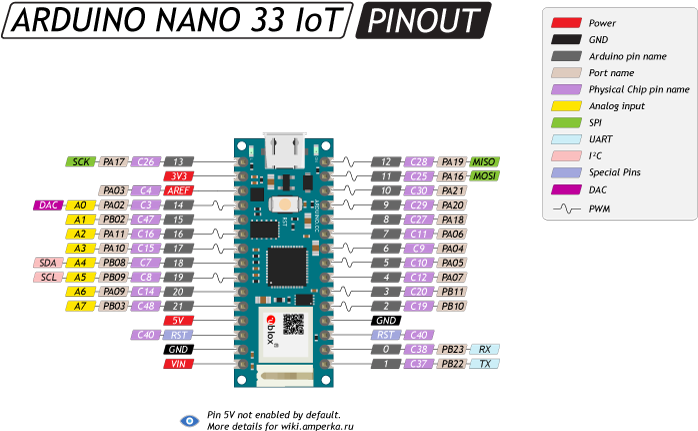 ARDUINO NANO 33 IoT PINOUT
Power
GND
Arduino pin name
Port name
Physical Chip pin name
Analog input
SPI
UART
I²C
Special Pins
DAC
PWM
SCK PA17 C26 13 12 C28 PA19 MISO
3V3 11 C25 PA16 MOSI
PA03 C4 AREF 10 C30 PA21
DAC A0 PA02 C3 14 9 C29 PA20
A1 PB02 C47 15 8 C27 PA18
A2 PA11 C16 16 7 C11 PA06
A3 PA10 C15 17 6 C9 PA04
SDA A4 PB08 C7 18 5 C10 PA05
SCL A5 PB09 C8 19 4 C12 PA07
A6 PA09 C14 20 3 C20 PB11
A7 PB03 C48 21 2 C19 PB10
5V GND
C40 RST RST C40
GND 0 C38 PB23 RX
VIN 1 C37 PB22 TX
RST
ARDUINO.CC
ublox
Pin 5V not enabled by default.
More details for wiki.amperka.ru